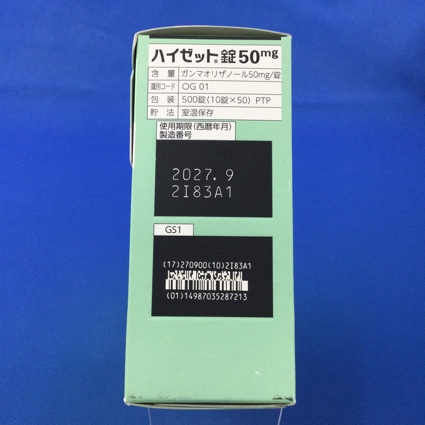 ハイゼット®錠50mg
含 量 ガンマオリザノール50mg/錠
識別コード OG 01
包 装 500錠(10錠×50) PTP
貯 法 室温保存
使用期限(西暦年月)
製造番号
2027. 9
2I83A1
GS1
(17)270900(10)2I83A1
(01)14987035287213